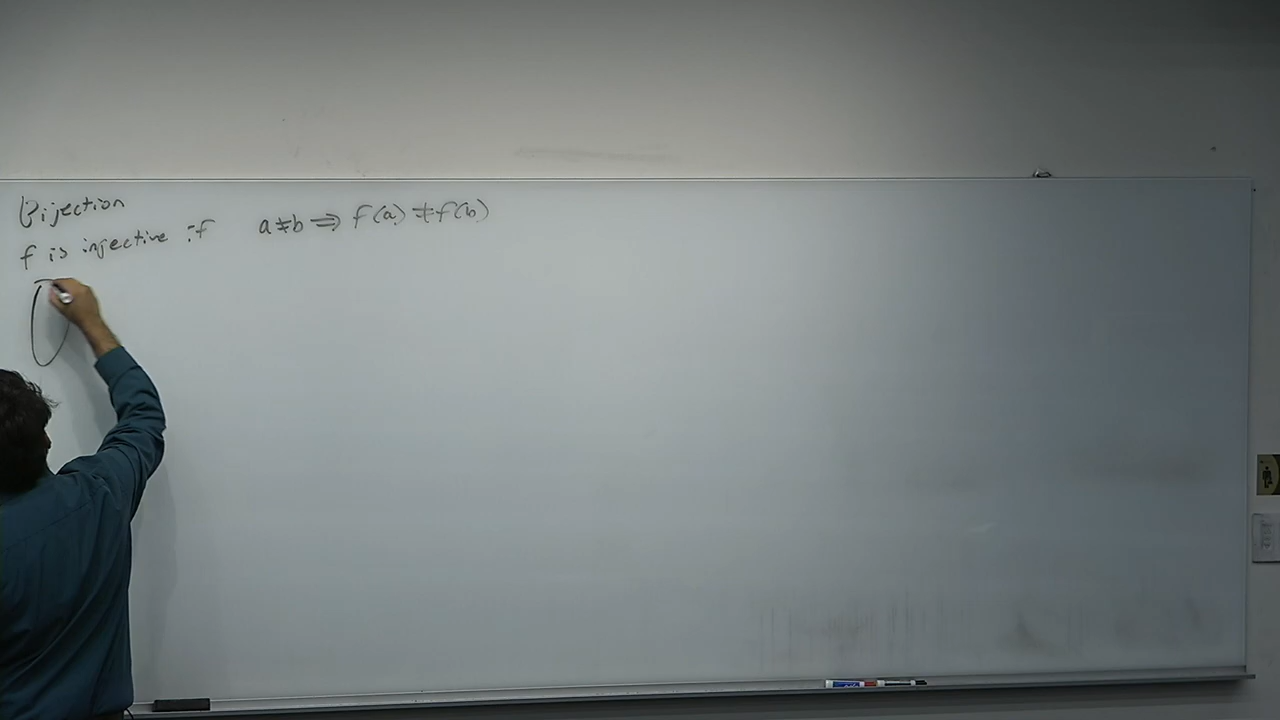 Bijection
f is injective if a≠b ⇒ f(a) ≠ f(b)